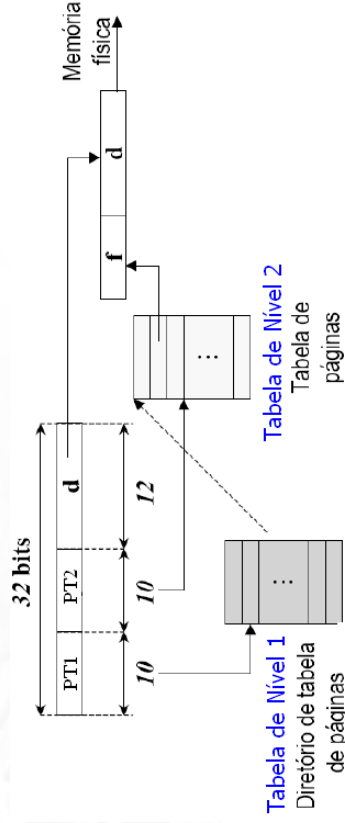 32 bits
PT1 PT2 d
10 10 12
f d
Memória
física
...
...
Tabela de Nível 1
Diretório de tabela
de páginas
Tabela de Nível 2
Tabela de
páginas